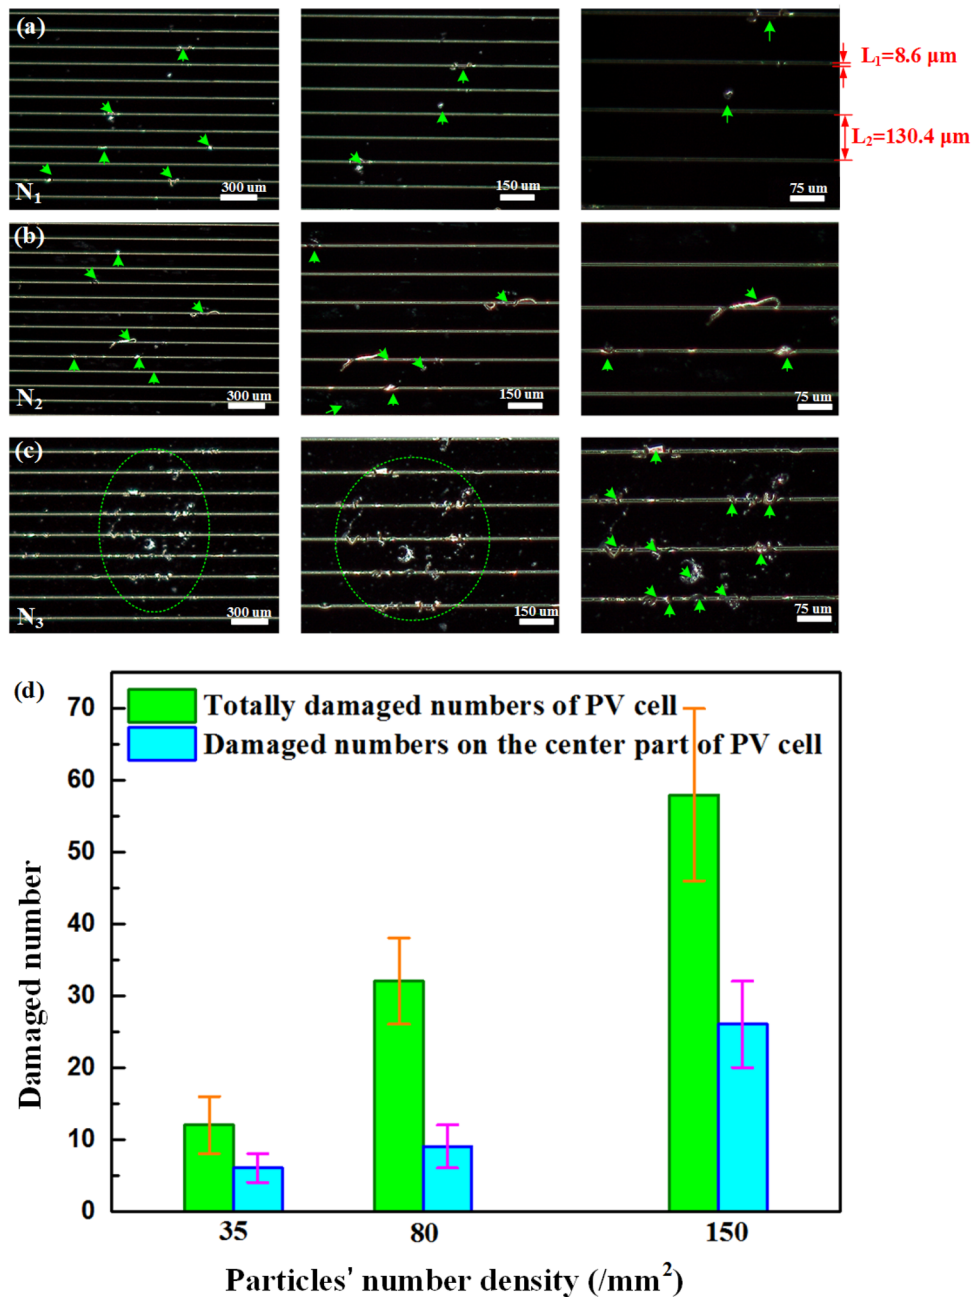 (a)
N₁
300 um
150 um
75 um
L₁=8.6 μm
L₂=130.4 μm
(b)
N₂
300 um
150 um
75 um
(c)
N₃
300 um
150 um
75 um
(d)
Totally damaged numbers of PV cell
Damaged numbers on the center part of PV cell
Damaged number
70
60
50
40
30
20
10
0
35
80
150
Particles' number density (/mm²)